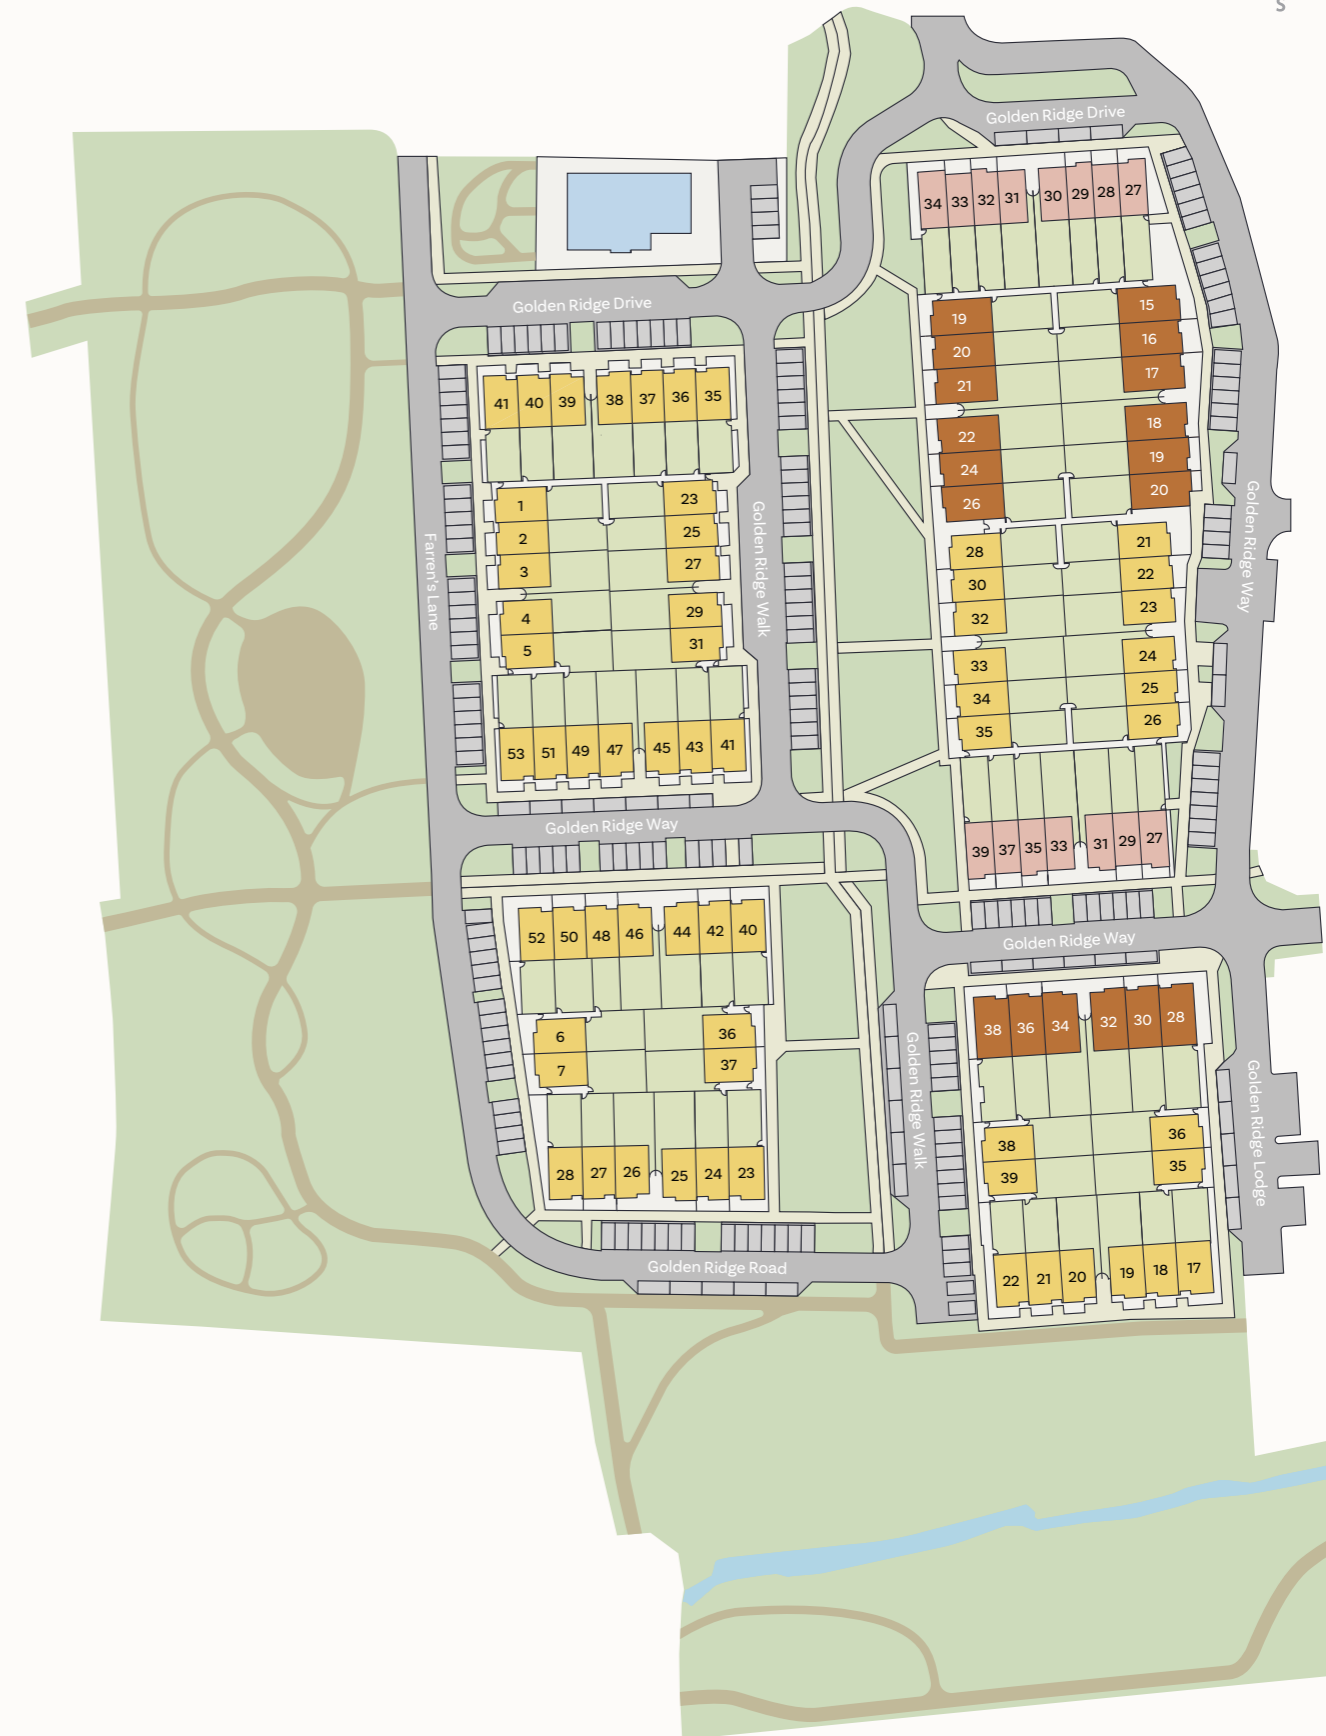 S
Golden Ridge Drive
34 33 32 31 30 29 28 27
Golden Ridge Drive
19 15
20 16
21 17
22 18
24 19
26 20
41 40 39 38 37 36 35
1 23
2 25
3 27
4 29
5 31
Farren's Lane
Golden Ridge Walk
Golden Ridge Way
28 21
30 22
32 23
33 24
34 25
35 26
53 51 49 47 45 43 41
Golden Ridge Way
39 37 35 33 31 29 27
52 50 48 46 44 42 40
Golden Ridge Way
6 36
7 37
38 36 34 32 30 28
Golden Ridge Walk
Golden Ridge Lodge
38 36
39 35
28 27 26 25 24 23
Golden Ridge Road
22 21 20 19 18 17